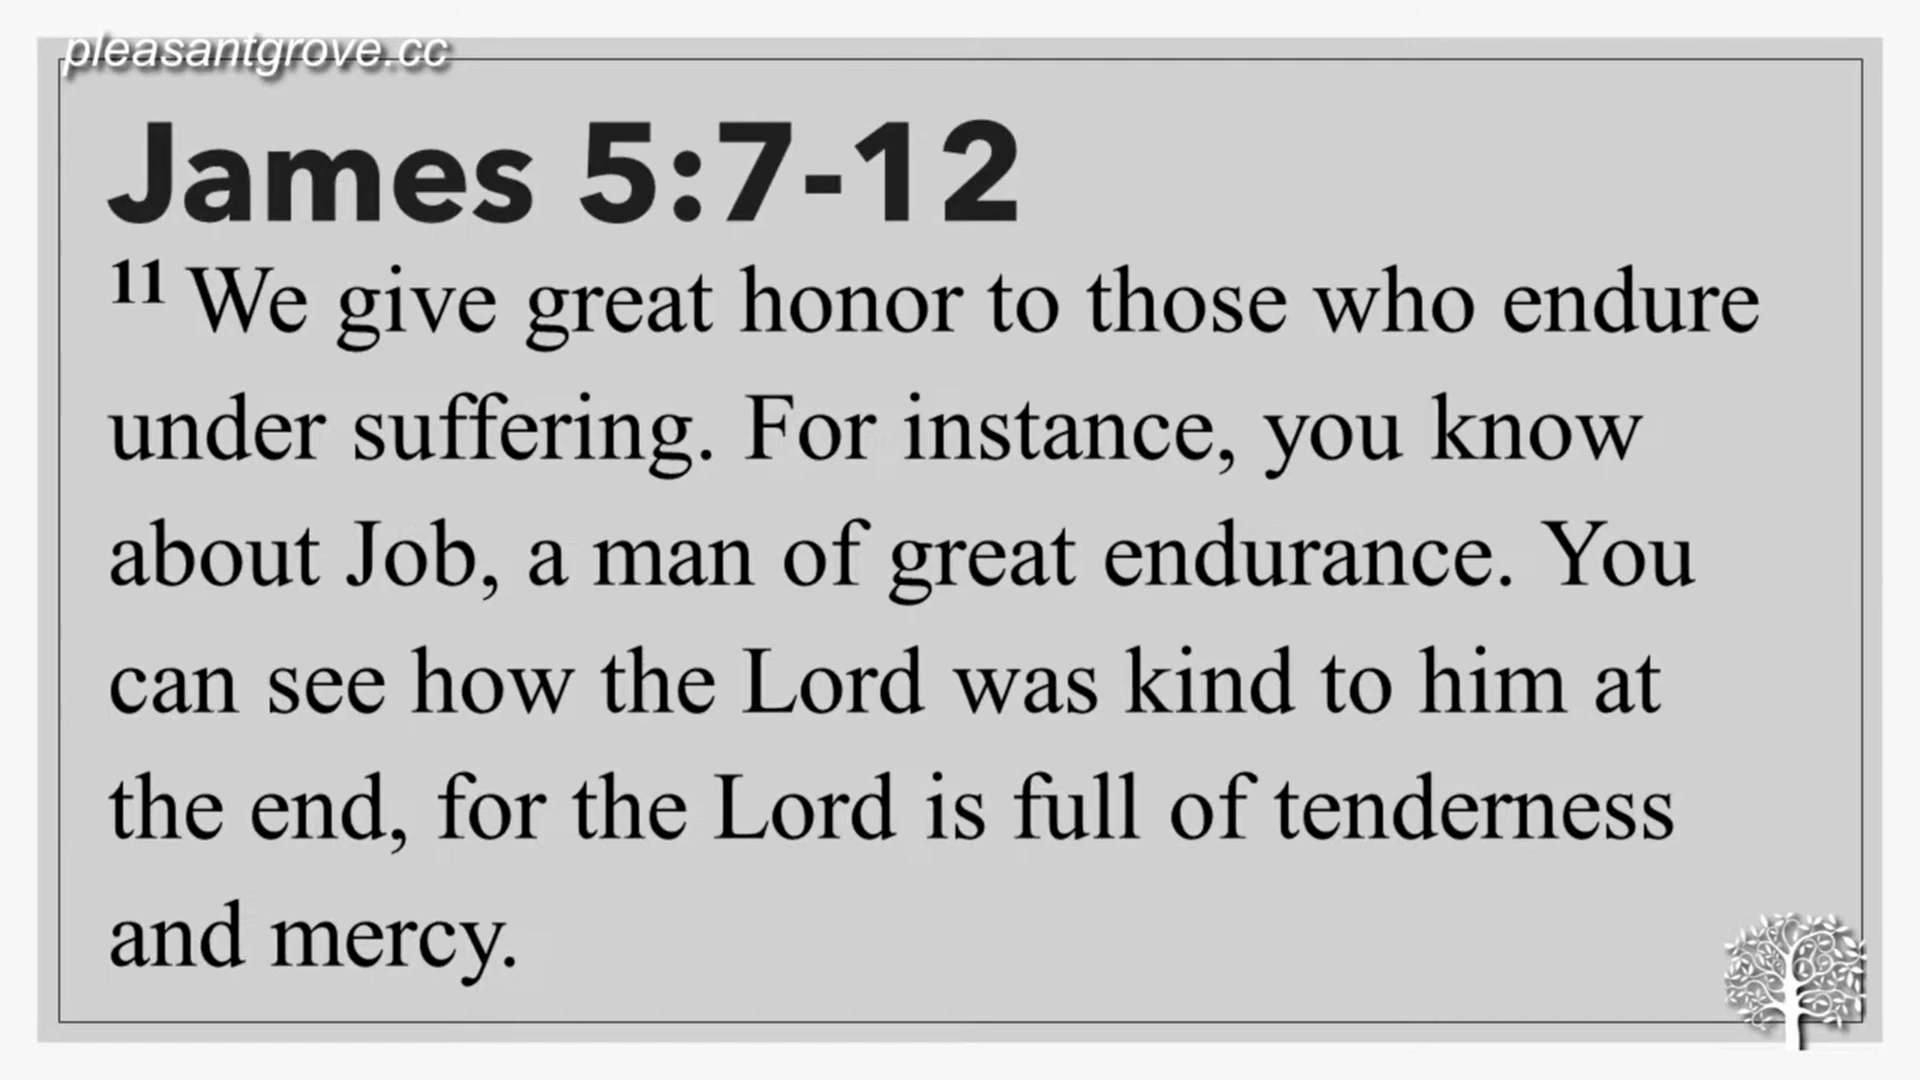 pleasantgrove.cc
James 5:7-12
11 We give great honor to those who endure
under suffering. For instance, you know
about Job, a man of great endurance. You
can see how the Lord was kind to him at
the end, for the Lord is full of tenderness
and mercy.